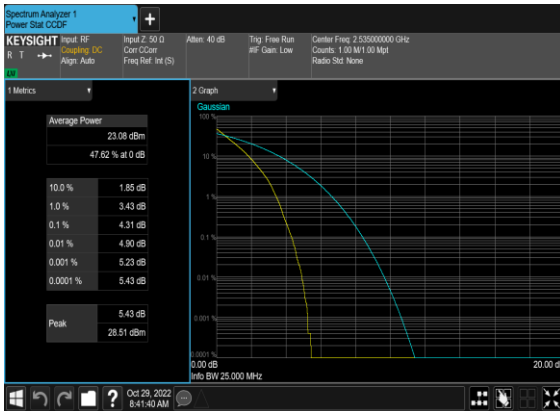 Spectrum Analyzer 1
Power Stat CCDF
+
KEYSIGHT
R T
LM
Input: RF
Coupling: DC
Align: Auto
Input Z: 50 Ω
Corr CCorr
Freq Ref: Int (S)
Atten: 40 dB
Trig: Free Run
#IF Gain: Low
Center Freq: 2.535000000 GHz
Counts: 1.00 M/1.00 Mpt
Radio Std: None
1 Metrics
Average Power
23.08 dBm
47.62 % at 0 dB
10.0 % 1.85 dB
1.0 % 3.43 dB
0.1 % 4.31 dB
0.01 % 4.90 dB
0.001 % 5.23 dB
0.0001 % 5.43 dB
Peak
5.43 dB
28.51 dBm
2 Graph
Gaussian
100 %
10 %
1 %
0.1 %
0.01 %
0.001 %
0.0001 %
0.00 dB
20.00 dB
Info BW 25.000 MHz
?
Oct 29, 2022
8:41:40 AM